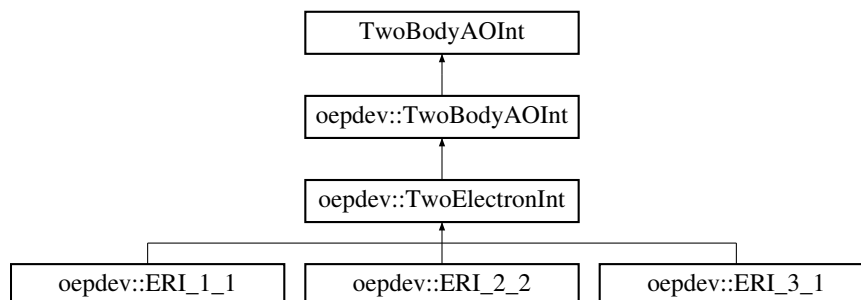 TwoBodyAOInt
oepdev::TwoBodyAOInt
oepdev::TwoElectronInt
oepdev::ERI_1_1
oepdev::ERI_2_2
oepdev::ERI_3_1